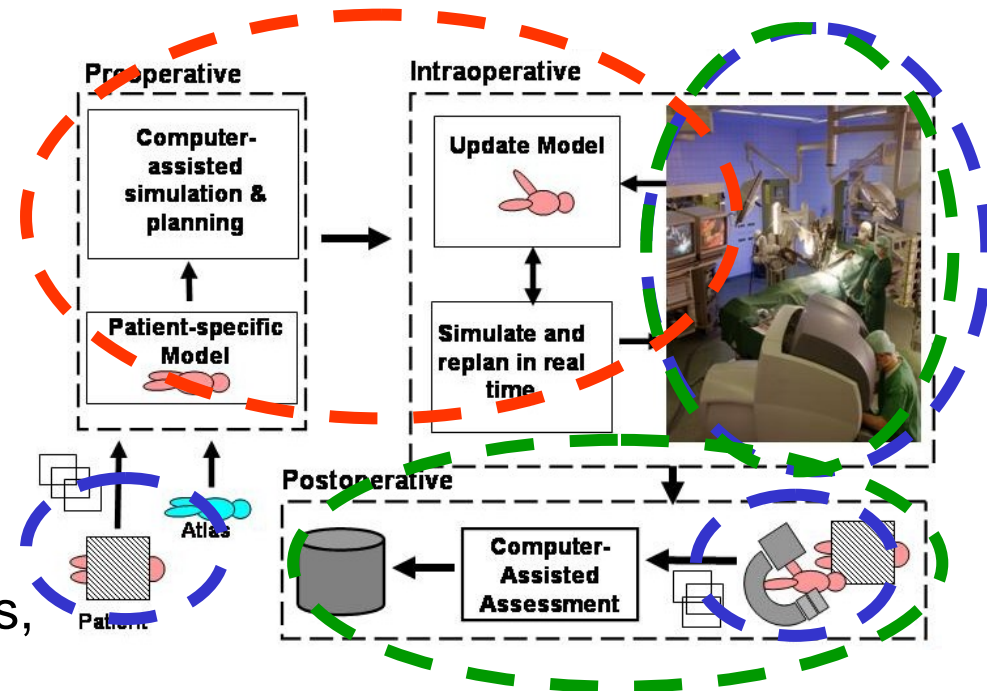 Preoperative
Computer-
assisted
simulation &
planning
Patient-specific
Model
Intraoperative
Update Model
Simulate and
replan in real
time
Postoperative
Computer-
Assisted
Assessment
Atlas
Patient
s,